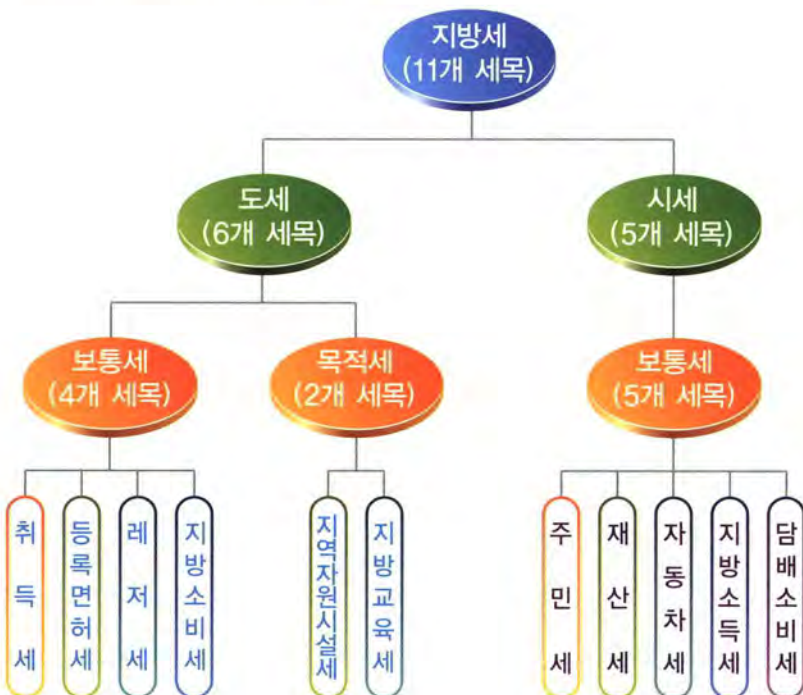 지방세
(11개 세목)
도세
(6개 세목)
시세
(5개 세목)
보통세
(4개 세목)
목적세
(2개 세목)
보통세
(5개 세목)
취득세
등록면허세
레저세
지방소비세
지역자원시설세
지방교육세
주민세
재산세
자동차세
지방소득세
담배소비세